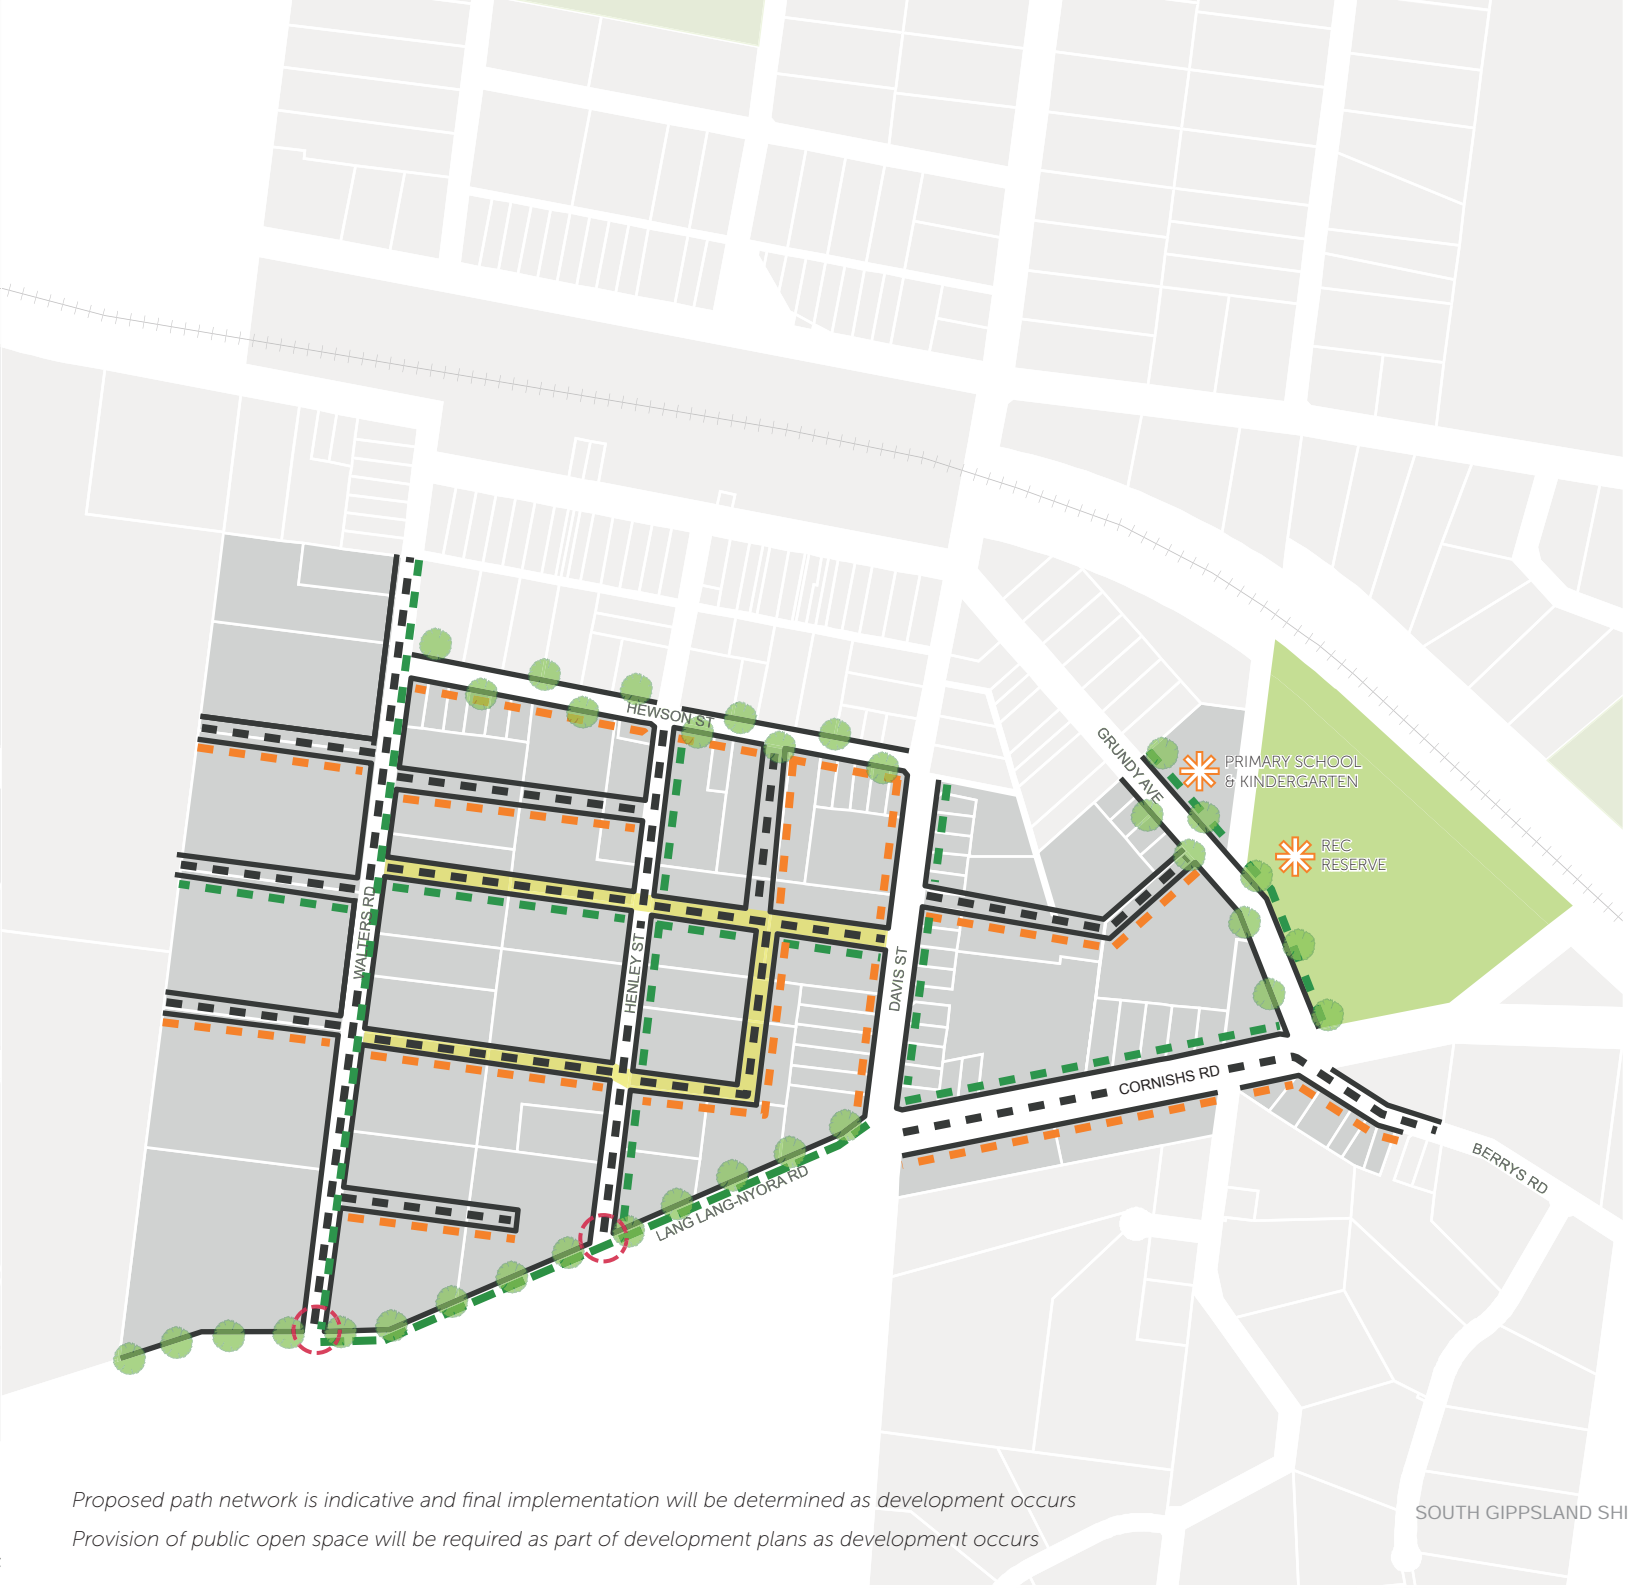 HEWSON ST
GRUNDY AVE
PRIMARY SCHOOL
& KINDERGARTEN
REC
RESERVE
WALTERS RD
HENLEY ST
DAVIS ST
CORNISHS RD
BERRYS RD
LANG LANG-NYORA RD
Proposed path network is indicative and final implementation will be determined as development occurs
Provision of public open space will be required as part of development plans as development occurs
SOUTH GIPPSLAND SHI